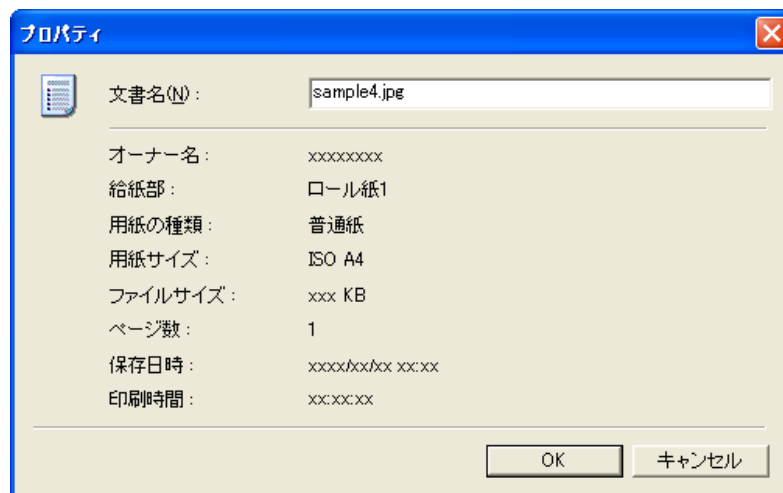 プロパティ
文書名(N)： sample4.jpg
オーナー名： xxxxxxxx
給紙部： ロール紙1
用紙の種類： 普通紙
用紙サイズ： ISO A4
ファイルサイズ： xxx KB
ページ数： 1
保存日時： xxxx/xx/xx xx:xx
印刷時間： xx:xx:xx
OK キャンセル